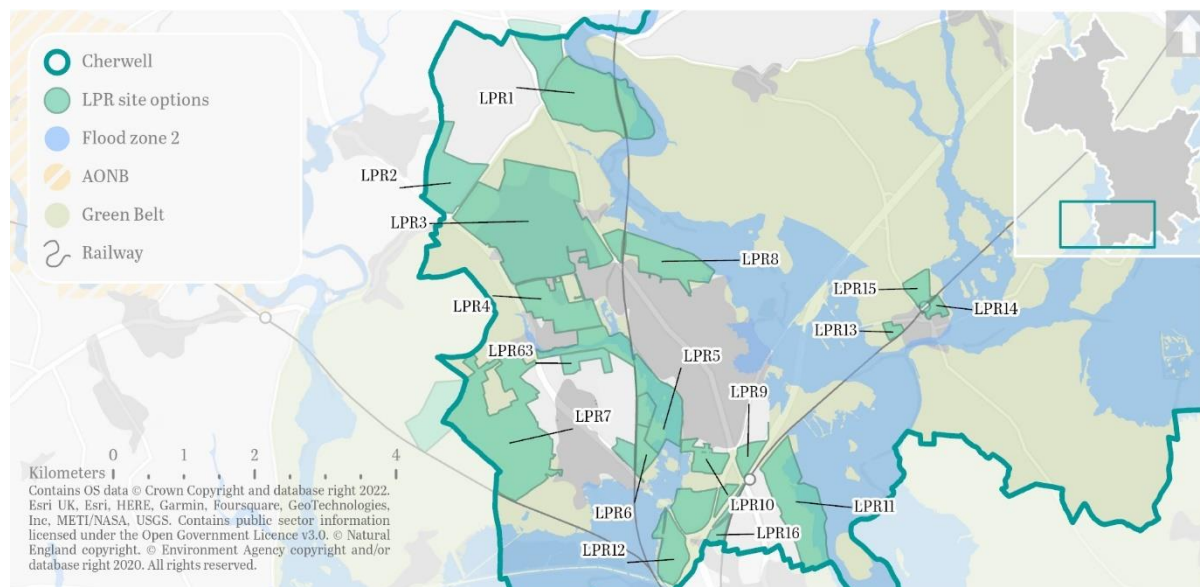 Cherwell
LPR site options
Flood zone 2
AONB
Green Belt
Railway
LPR1
LPR2
LPR3
LPR8
LPR15
LPR14
LPR4
LPR13
LPR63
LPR5
LPR9
LPR7
Kilometers 0 1 2 4
Contains OS data © Crown Copyright and database right 2022.
Esri UK, Esri, HERE, Garmin, Foursquare, GeoTechnologies,
Inc, METI/NASA, USGS. Contains public sector information
licensed under the Open Government Licence v3.0. © Natural
England copyright. © Environment Agency copyright and/or
database right 2020. All rights reserved.
LPR6
LPR10
LPR11
LPR16
LPR12